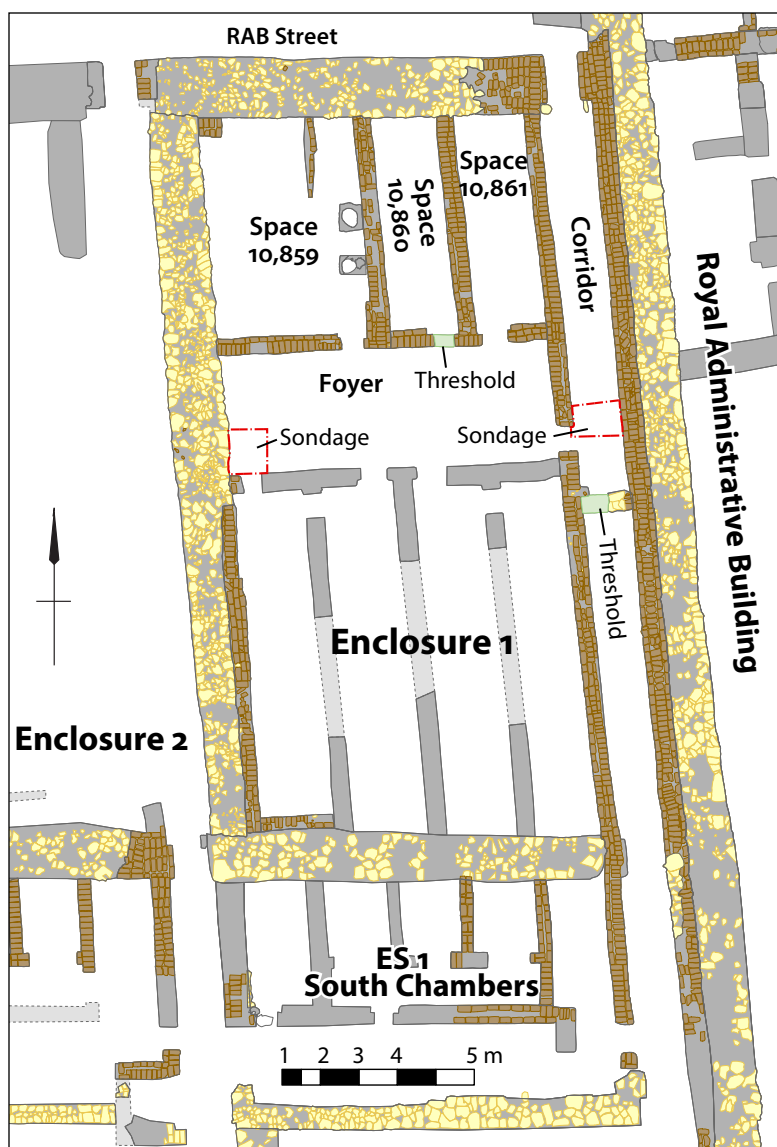 RAB Street
Space
10,861
Space
10,860
Space
10,859
Corridor
Royal Administrative Building
Foyer
Threshold
Sondage
Sondage
Threshold
Enclosure 1
Enclosure 2
ES 1
South Chambers
1 2 3 4 5 m